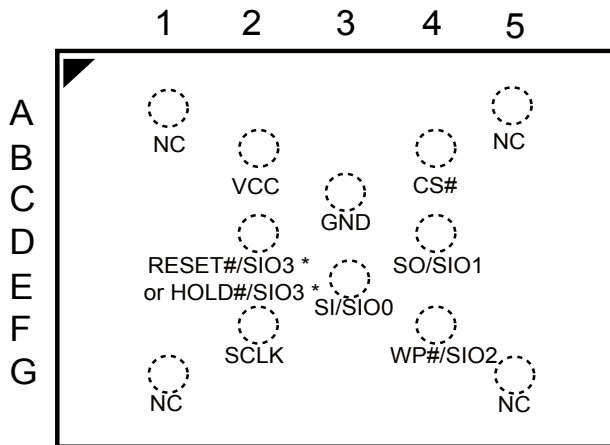 1 2 3 4 5
A
NC NC
B
VCC CS#
C
GND
D
RESET#/SIO3 * SO/SIO1
E
or HOLD#/SIO3 * SI/SIO0
F
SCLK WP#/SIO2
G
NC NC